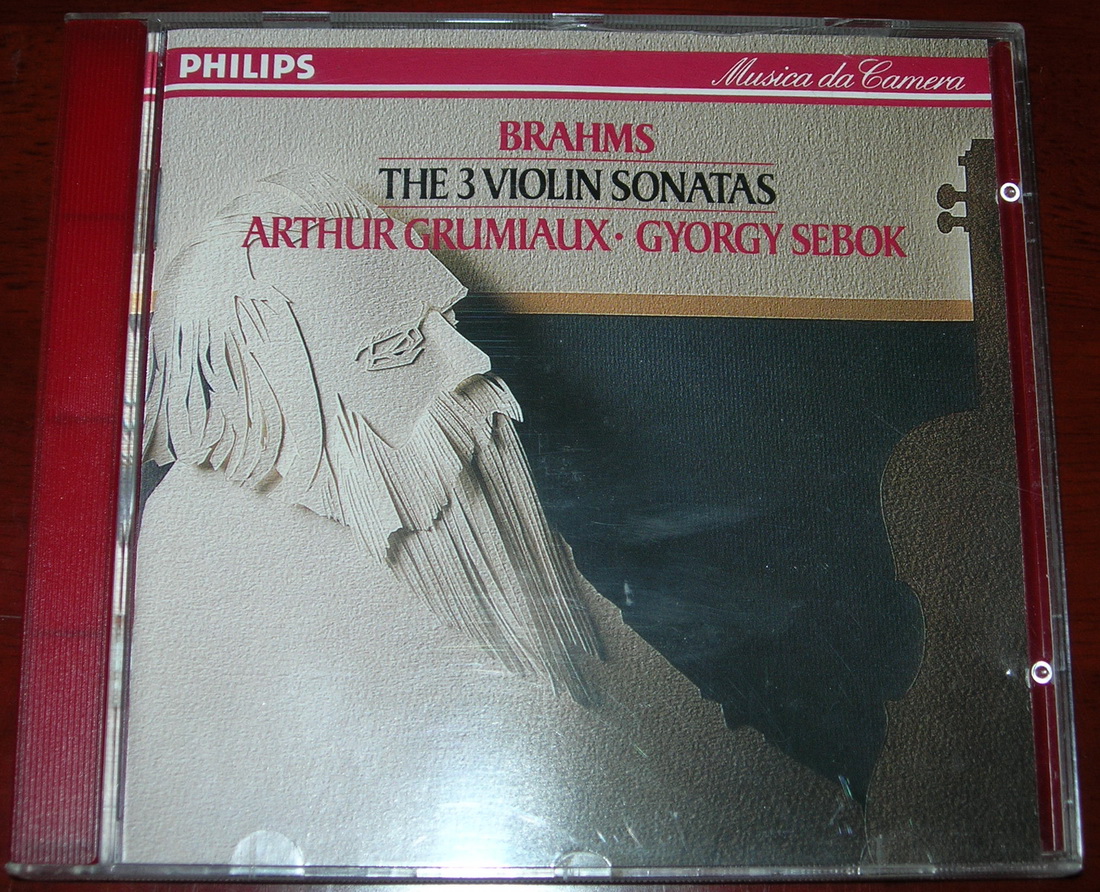 PHILIPS
Musica da Camera
BRAHMS
THE 3 VIOLIN SONATAS
ARTHUR GRUMIAUX · GYORGY SEBOK